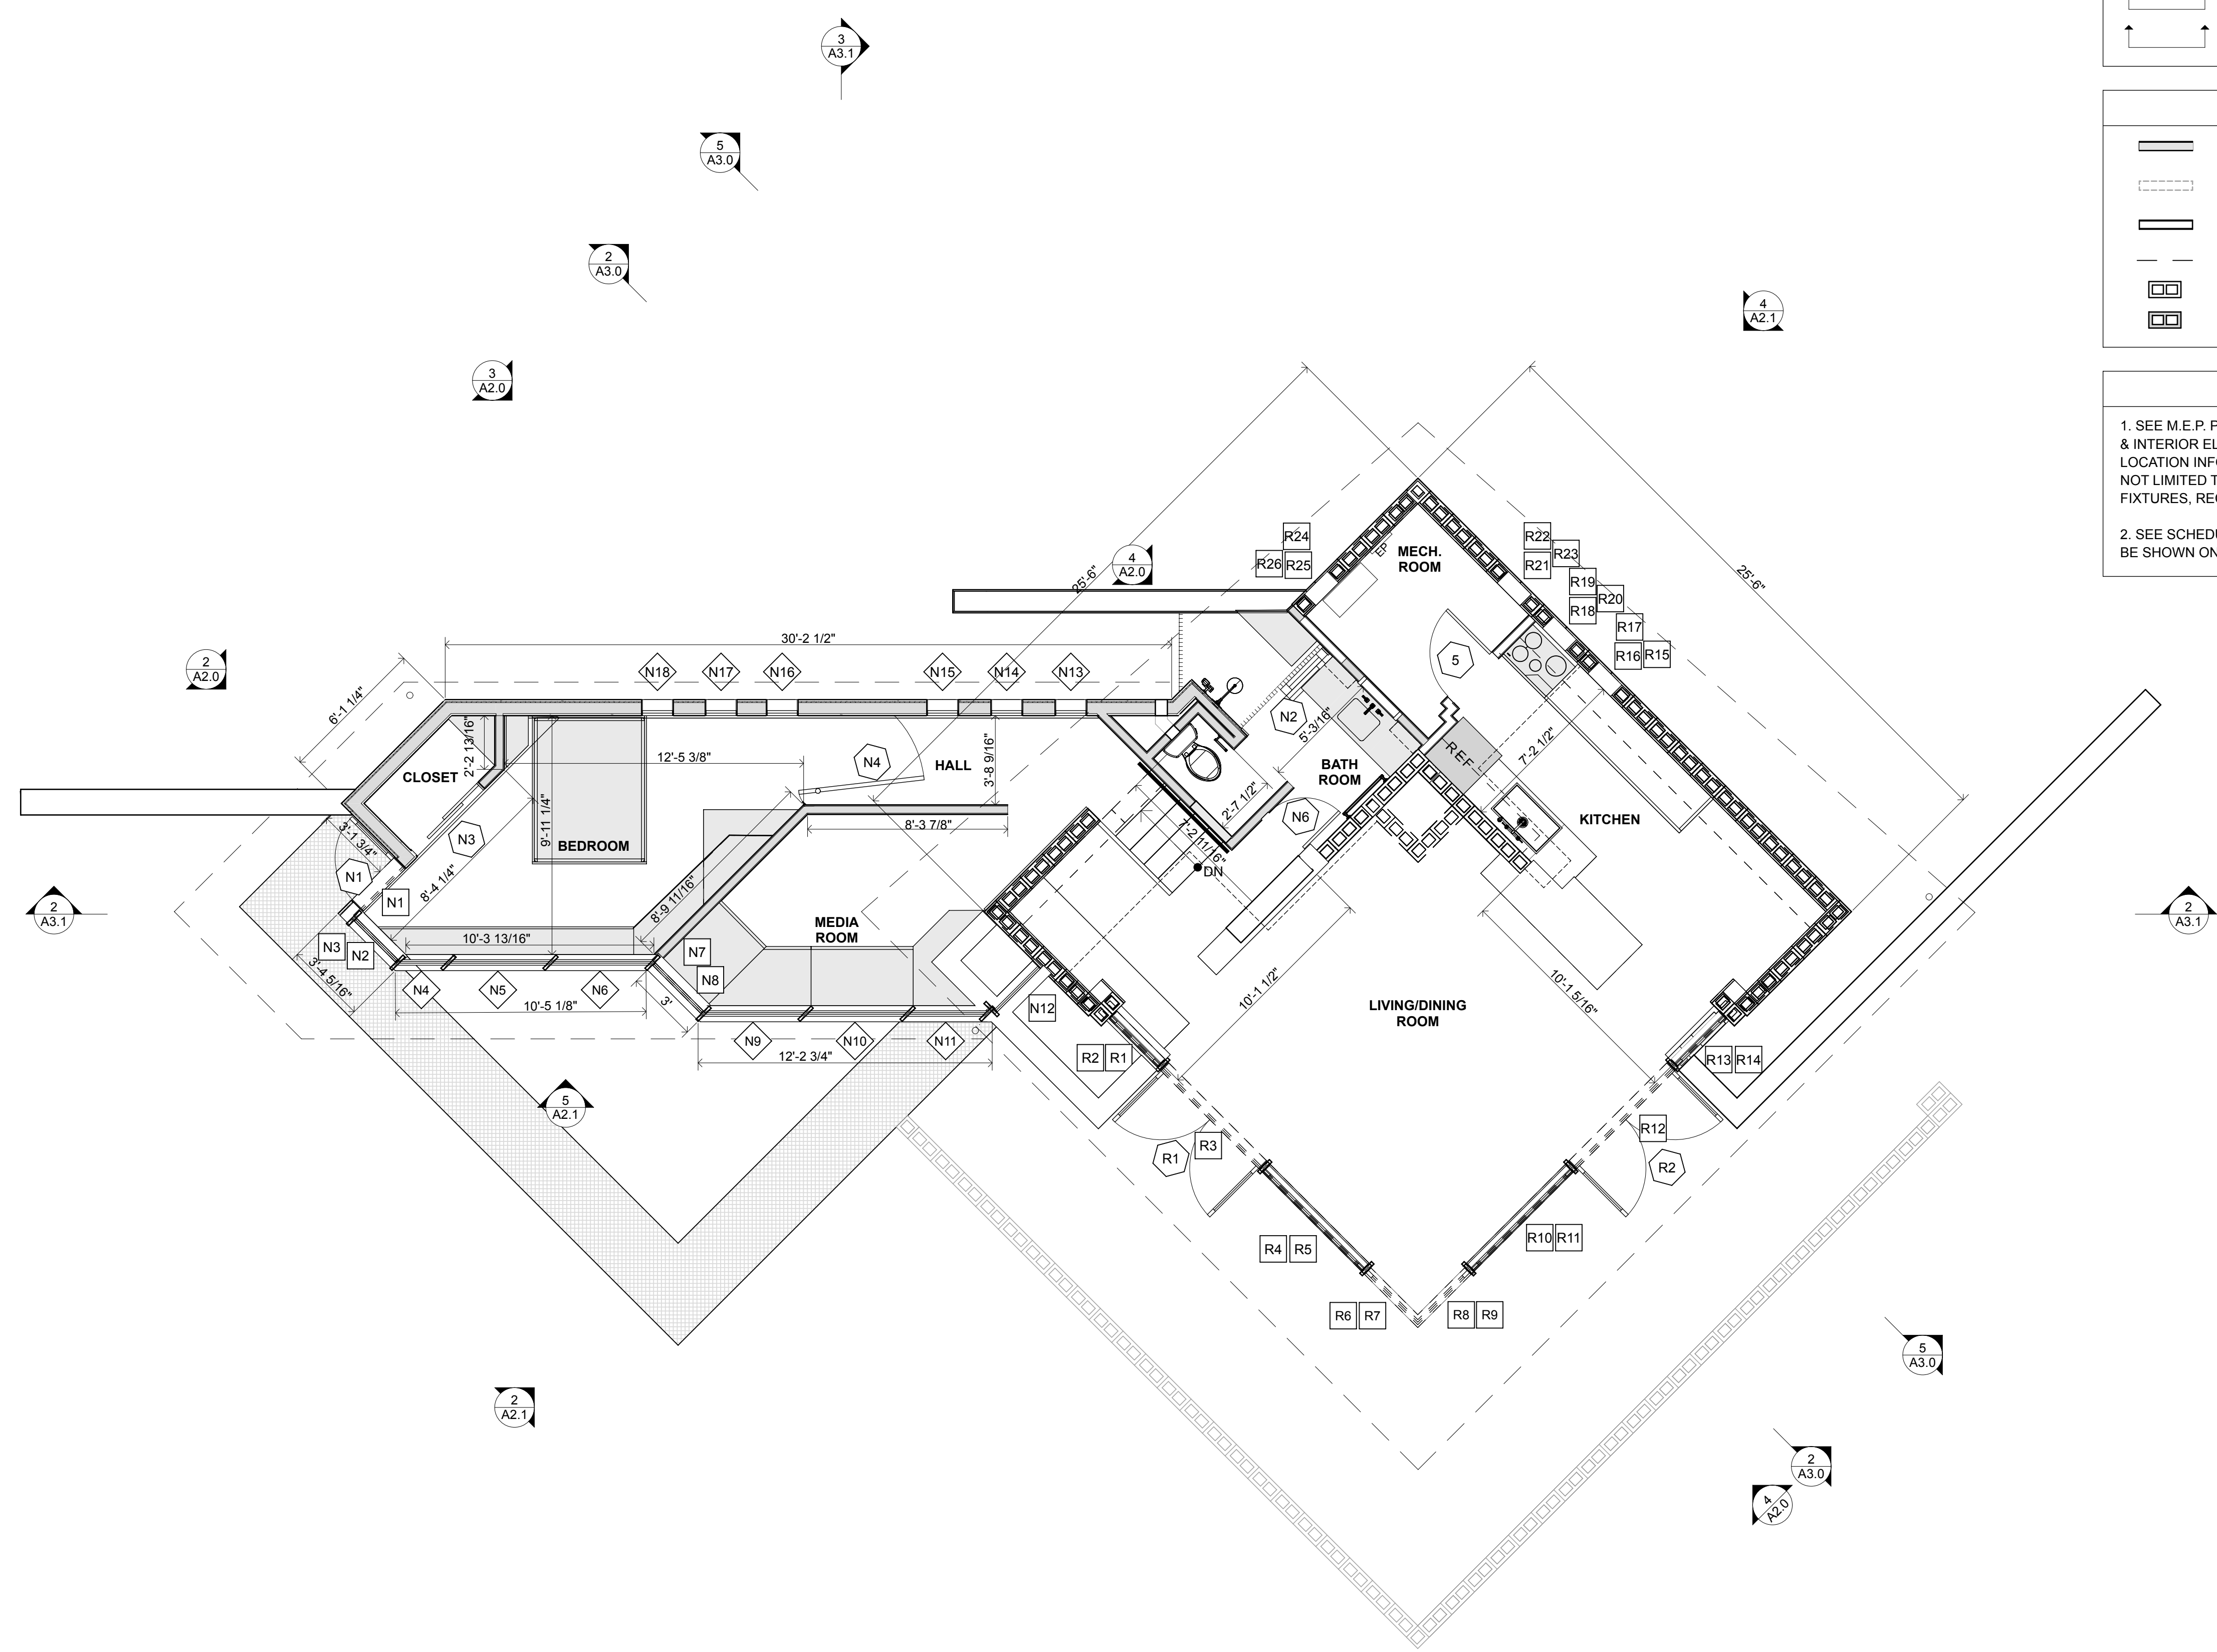 3
A3.1
5
A3.0
2
A3.0
4
A2.1
3
A2.0
1. SEE M.E.P. P
& INTERIOR EL
LOCATION INF
NOT LIMITED T
FIXTURES, RE
2. SEE SCHED
BE SHOWN ON
25'-6"
25'-6"
4
A2.0
R24
R26
R25
EP
MECH.
ROOM
R22
R21
R23
R19
R20
R18
R17
R16
R15
30'-2 1/2"
2
A2.0
N18
N17
N16
N15
N14
N13
5
6'-1 1/4"
2'-2 13/16"
CLOSET
12'-5 3/8"
N4
HALL
3'-8 9/16"
N2
5'-3/16"
BATH
ROOM
REF
7'-2 1/2"
KITCHEN
3'-1 3/4"
N3
9'-11 1/4"
BEDROOM
8'-3 7/8"
2'-7 1/2"
N6
7'-2 11/16"
DN
N1
N1
8'-4 1/4"
8'-9 11/16"
MEDIA
ROOM
2
A3.1
2
A3.1
N3
N2
10'-3 13/16"
N7
N8
3'-4 5/16"
N4
N5
N6
10'-5 1/8"
3'
N12
10'-1 1/2"
10'-1 5/16"
LIVING/DINING
ROOM
N9
N10
N11
12'-2 3/4"
R2
R1
R13
R14
5
A2.1
R1
R3
R12
R2
R4
R5
R10
R11
R6
R7
R8
R9
5
A3.0
2
A2.1
2
A3.0
4
A2.0